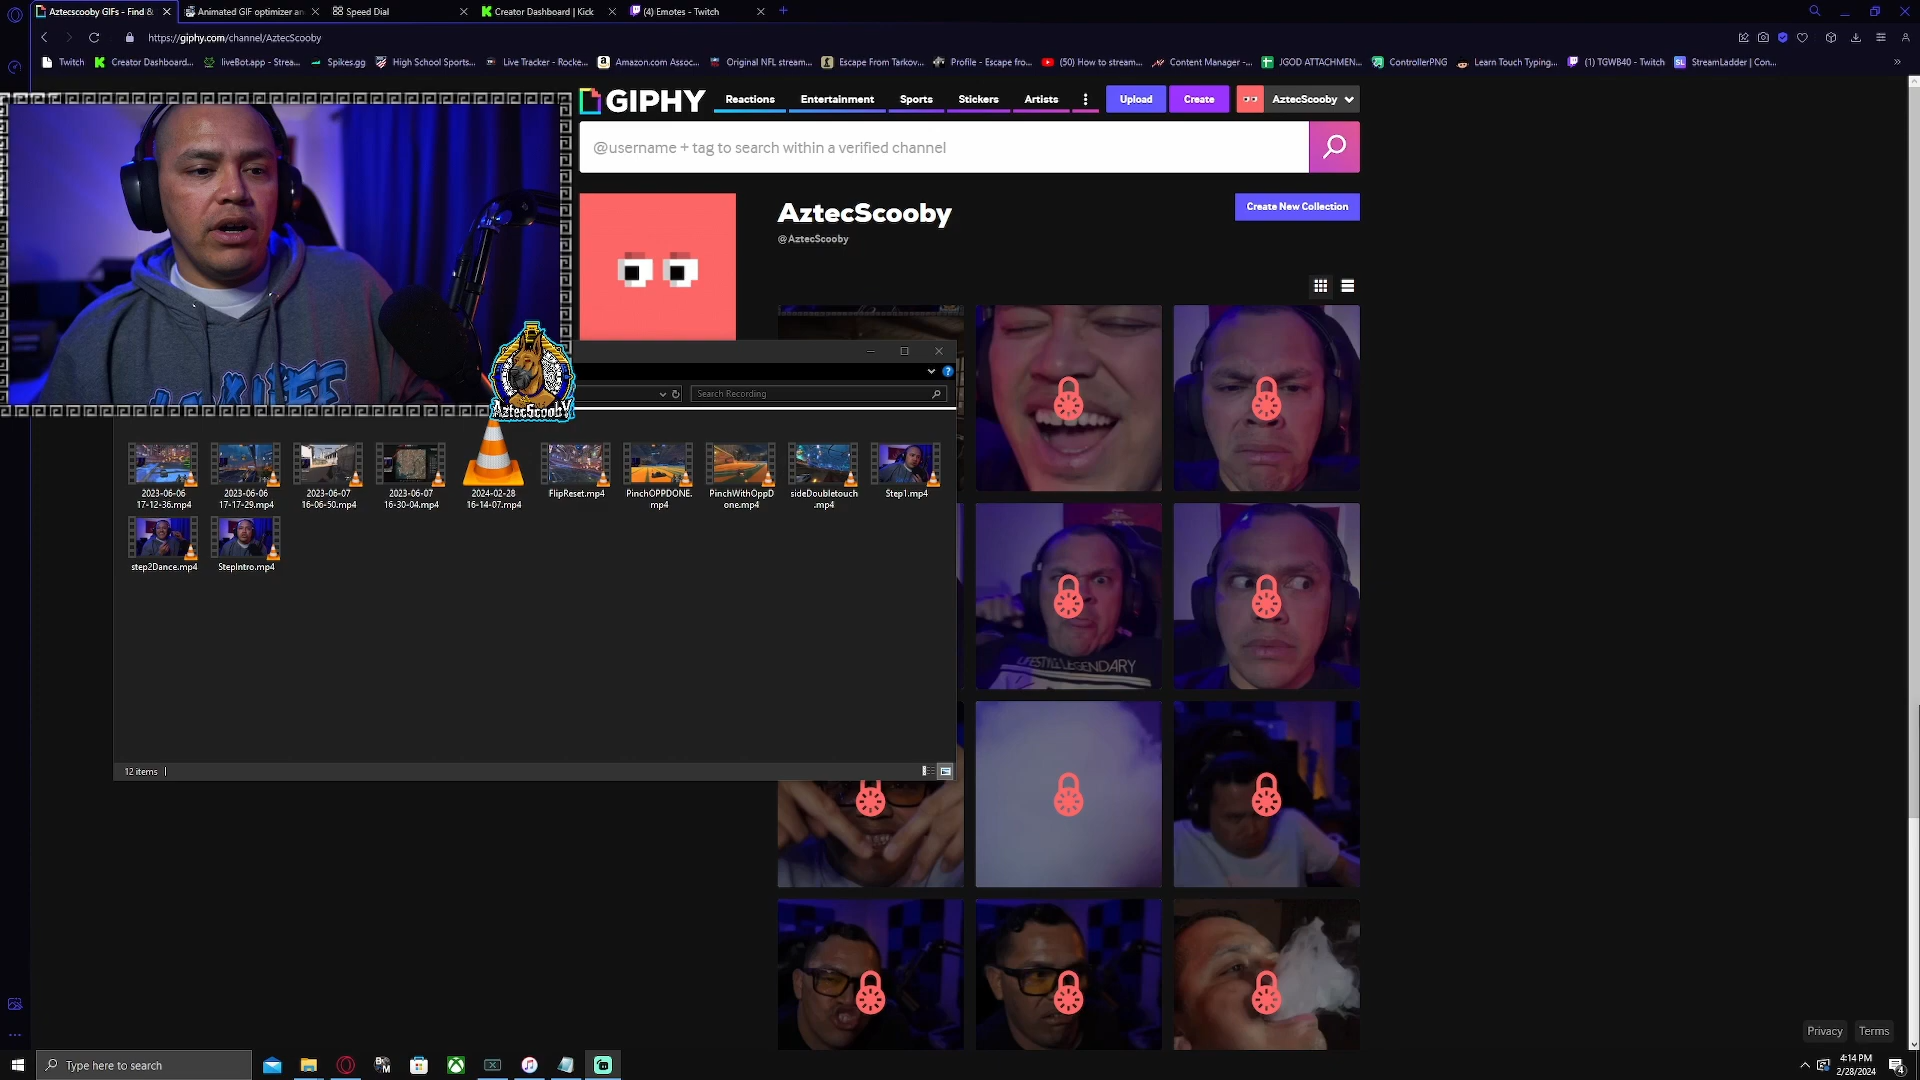 Aztecscooby GIFs - Find &
Animated GIF optimizer an
Speed Dial
Creator Dashboard | Kick
(4) Emotes - Twitch
https://giphy.com/channel/AztecScooby
Twitch
Creator Dashboard...
liveBot.app - Strea...
Spikes.gg
High School Sports...
Live Tracker - Rocke...
Amazon.com Assoc...
Original NFL stream...
Escape From Tarkov...
Profile - Escape fro...
(50) How to stream...
Content Manager -...
JGOD ATTACHMEN...
ControllerPNG
Learn Touch Typing...
(1) TGWB40 - Twitch
StreamLadder | Con...
GIPHY
Reactions
Entertainment
Sports
Stickers
Artists
Upload
Create
AztecScooby
@username + tag to search within a verified channel
AztecScooby
@AztecScooby
Create New Collection
AztecScoobY
Search Recording
2023-06-06
17-12-36.mp4
2023-06-06
17-17-29.mp4
2023-06-07
16-06-50.mp4
2023-06-07
16-30-04.mp4
2024-02-28
16-14-07.mp4
FlipReset.mp4
PinchOPPDONE.
mp4
PinchWithOppD
one.mp4
sideDoubletouch
.mp4
Step1.mp4
step2Dance.mp4
StepIntro.mp4
LEGENDARY
12 items
Privacy
Terms
Type here to search
4:14 PM
2/28/2024
4